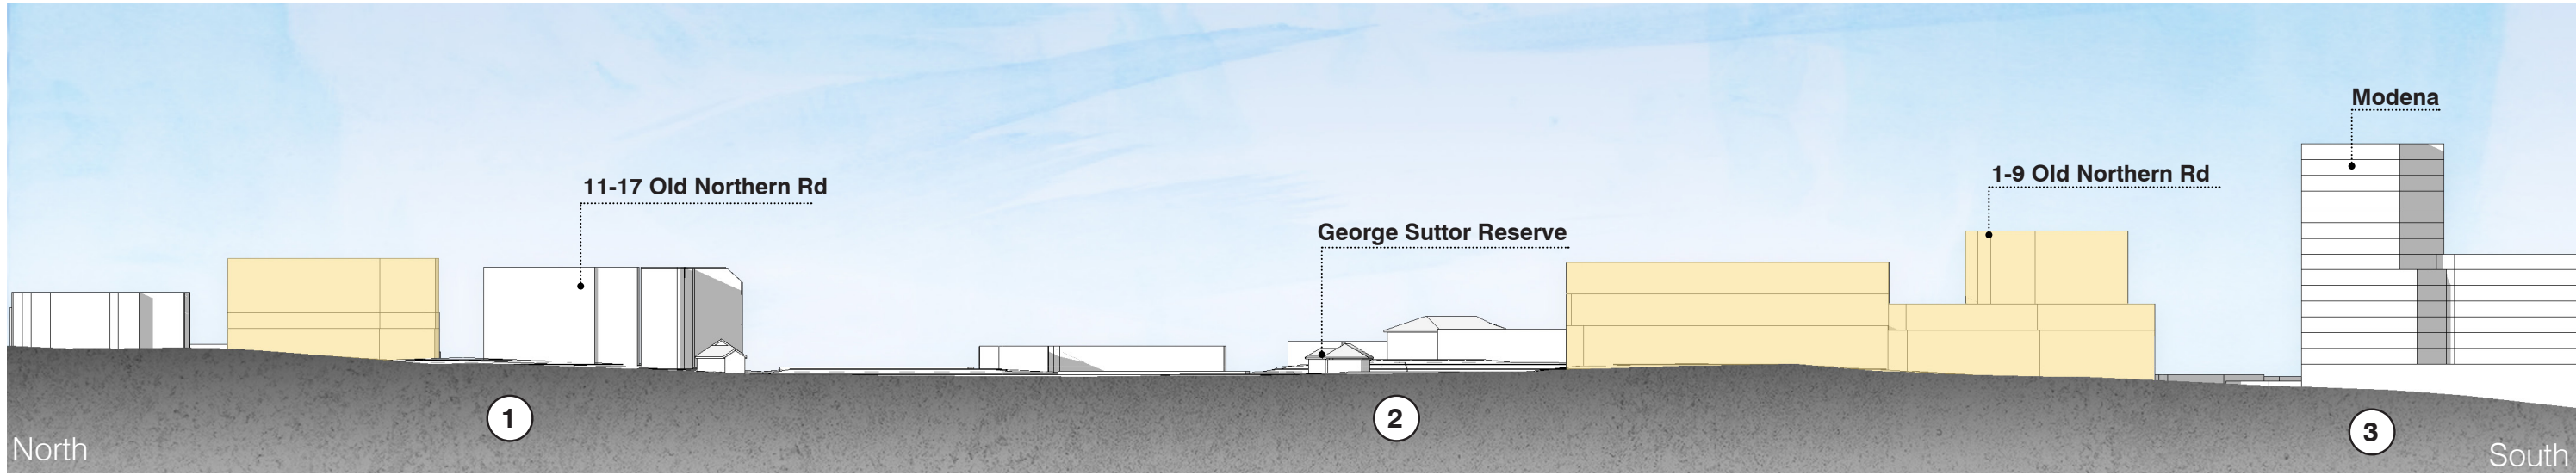 Modena
1-9 Old Northern Rd
11-17 Old Northern Rd
George Suttor Reserve
1
2
3
North
South